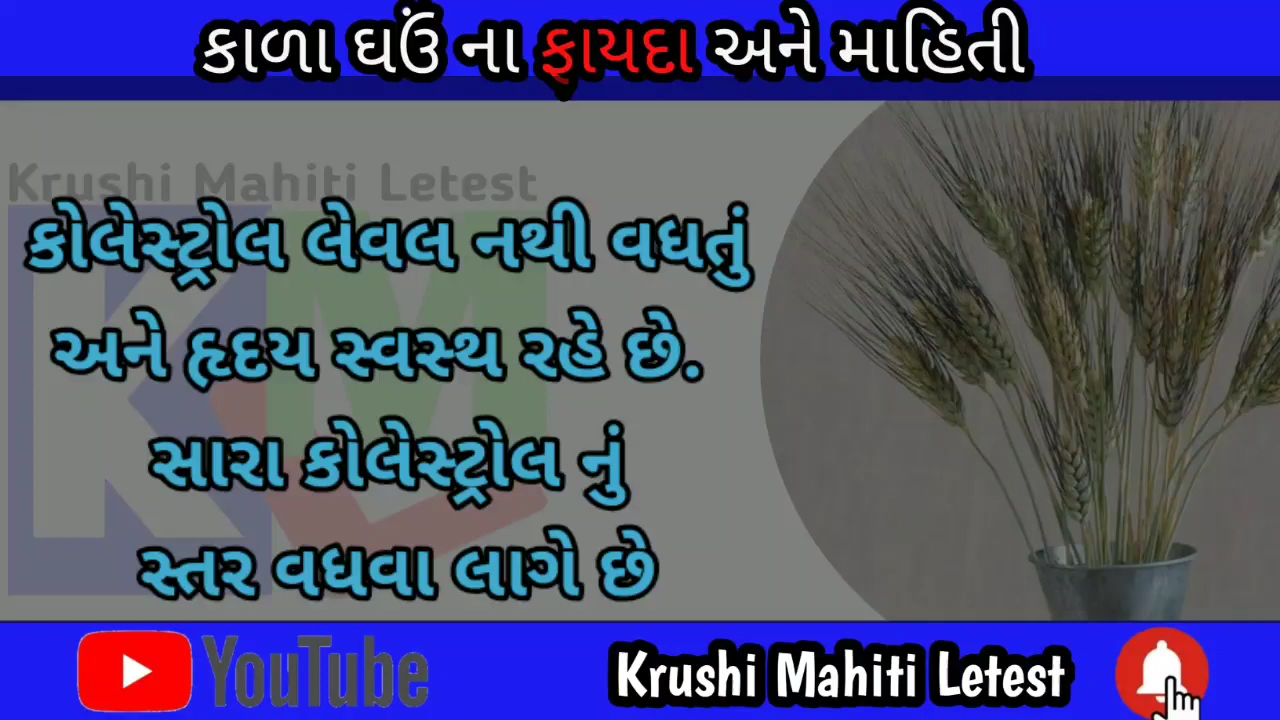 કાળા ઘઉં ના ફાયદા અને માહિતી
Krushi Mahiti Letest
કોલેસ્ટ્રોલ લેવલ નથી વધતું
અને હૃદય સ્વસ્થ રહે છે.
સારા કોલેસ્ટ્રોલ નું
સ્તર વધવા લાગે છે
YouTube
Krushi Mahiti Letest